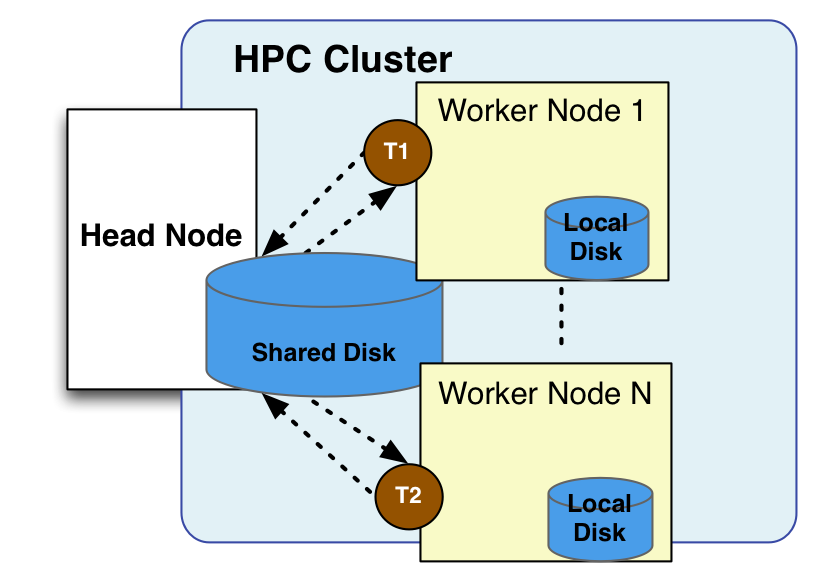 HPC Cluster
Worker Node 1
T1
Local
Disk
Head Node
Shared Disk
Worker Node N
T2
Local
Disk